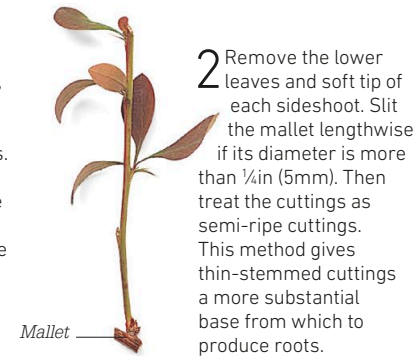 2 Remove the lower
leaves and soft tip of
each sideshoot. Slit
the mallet lengthwise
if its diameter is more
than ¼in (5mm). Then
treat the cuttings as
semi-ripe cuttings.
This method gives
thin-stemmed cuttings
a more substantial
base from which to
produce roots.
Mallet